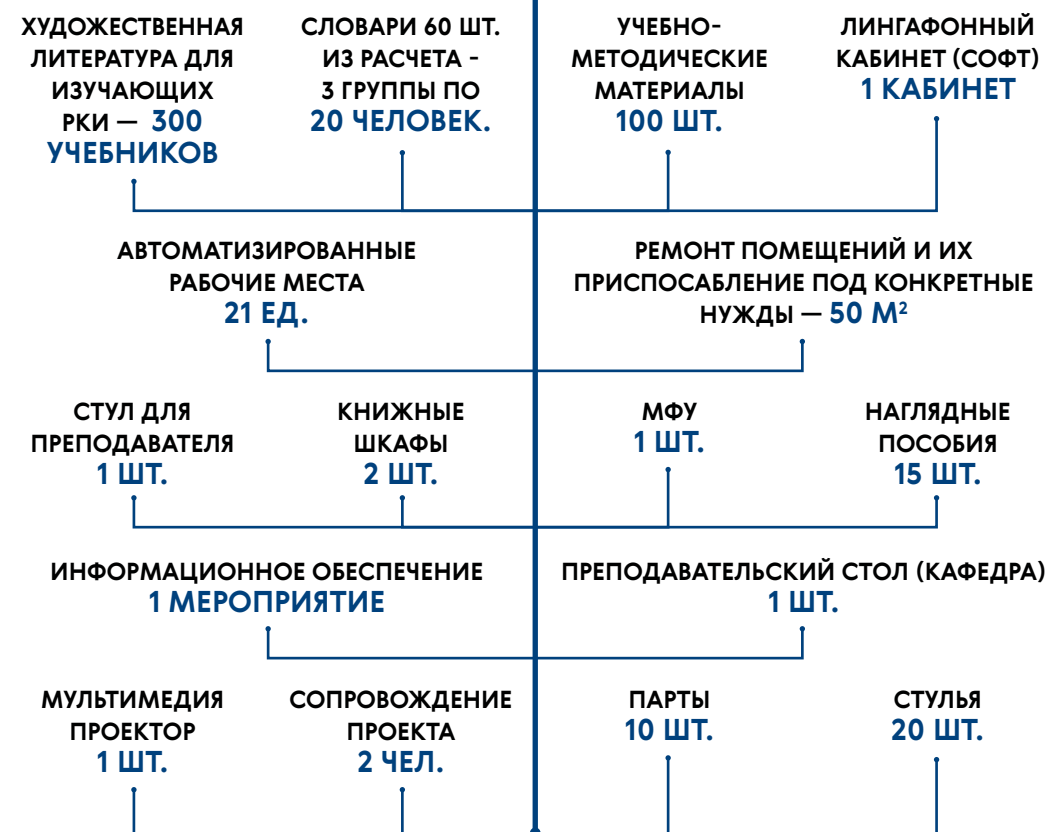 ХУДОЖЕСТВЕННАЯ
ЛИТЕРАТУРА ДЛЯ
ИЗУЧАЮЩИХ
РКИ — 300
УЧЕБНИКОВ
СЛОВАРИ 60 ШТ.
ИЗ РАСЧЕТА -
3 ГРУППЫ ПО
20 ЧЕЛОВЕК.
УЧЕБНО-
МЕТОДИЧЕСКИЕ
МАТЕРИАЛЫ
100 ШТ.
ЛИНГАФОННЫЙ
КАБИНЕТ (СОФТ)
1 КАБИНЕТ
АВТОМАТИЗИРОВАННЫЕ
РАБОЧИЕ МЕСТА
21 ЕД.
РЕМОНТ ПОМЕЩЕНИЙ И ИХ
ПРИСПОСАБЛЕНИЕ ПОД КОНКРЕТНЫЕ
НУЖДЫ — 50 М²
СТУЛ ДЛЯ
ПРЕПОДАВАТЕЛЯ
1 ШТ.
КНИЖНЫЕ
ШКАФЫ
2 ШТ.
МФУ
1 ШТ.
НАГЛЯДНЫЕ
ПОСОБИЯ
15 ШТ.
ИНФОРМАЦИОННОЕ ОБЕСПЕЧЕНИЕ
1 МЕРОПРИЯТИЕ
ПРЕПОДАВАТЕЛЬСКИЙ СТОЛ (КАФЕДРА)
1 ШТ.
МУЛЬТИМЕДИЯ
ПРОЕКТОР
1 ШТ.
СОПРОВОЖДЕНИЕ
ПРОЕКТА
2 ЧЕЛ.
ПАРТЫ
10 ШТ.
СТУЛЬЯ
20 ШТ.